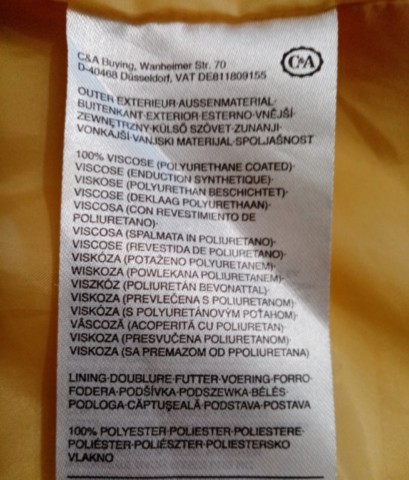 C&A Buying, Wanheimer Str. 70
D-40468 Düsseldorf, VAT DE811809155
C&A
OUTER·EXTERIEUR·AUSSENMATERIAL·
BUITENKANT·EXTERIOR·ESTERNO·VNĚJŠÍ·
ZEWNĘTRZNY·KÜLSŐ SZÖVET·ZUNANJI·
VONKAJŠÍ·VANJSKI MATERIJAL·SPOLJAŠNOST
100% VISCOSE (POLYURETHANE COATED)·
VISCOSE (ENDUCTION SYNTHETIQUE)·
VISKOSE (POLYURETHAN BESCHICHTET)·
VISCOSE (DEKLAAG POLYURETHAAN)·
VISCOSA (CON REVESTIMIENTO DE
POLIURETANO)·
VISCOSA (SPALMATA IN POLIURETANO)·
VISCOSE (REVESTIDA DE POLIURETANO)·
VISKÓZA (POTAŽENO POLYURETANEM)·
WISKOZA (POWLEKANA POLIURETANEM)·
VISZKÓZ (POLIURETÁN BEVONATTAL)·
VISKOZA (PREVLEČENA S POLIURETANOM)·
VISKÓZA (S POLYURETÁNOVÝM POŤAHOM)·
VÂSCOZĂ (ACOPERITĂ CU POLIURETAN)·
VISKOZA (PRESVUČENA POLIURETANOM)·
VISKOZA (SA PREMAZOM OD PPOLIURETANA)
LINING·DOUBLURE·FUTTER·VOERING·FORRO·
FODERA·PODŠÍVKA·PODSZEWKA·BÉLÉS·
PODLOGA·CĂPTUŞEALĂ·PODSTAVA·POSTAVA
100% POLYESTER·POLIESTER·POLIESTERE·
POLIÉSTER·POLIÉSZTER·POLIESTERSKO
VLAKNO